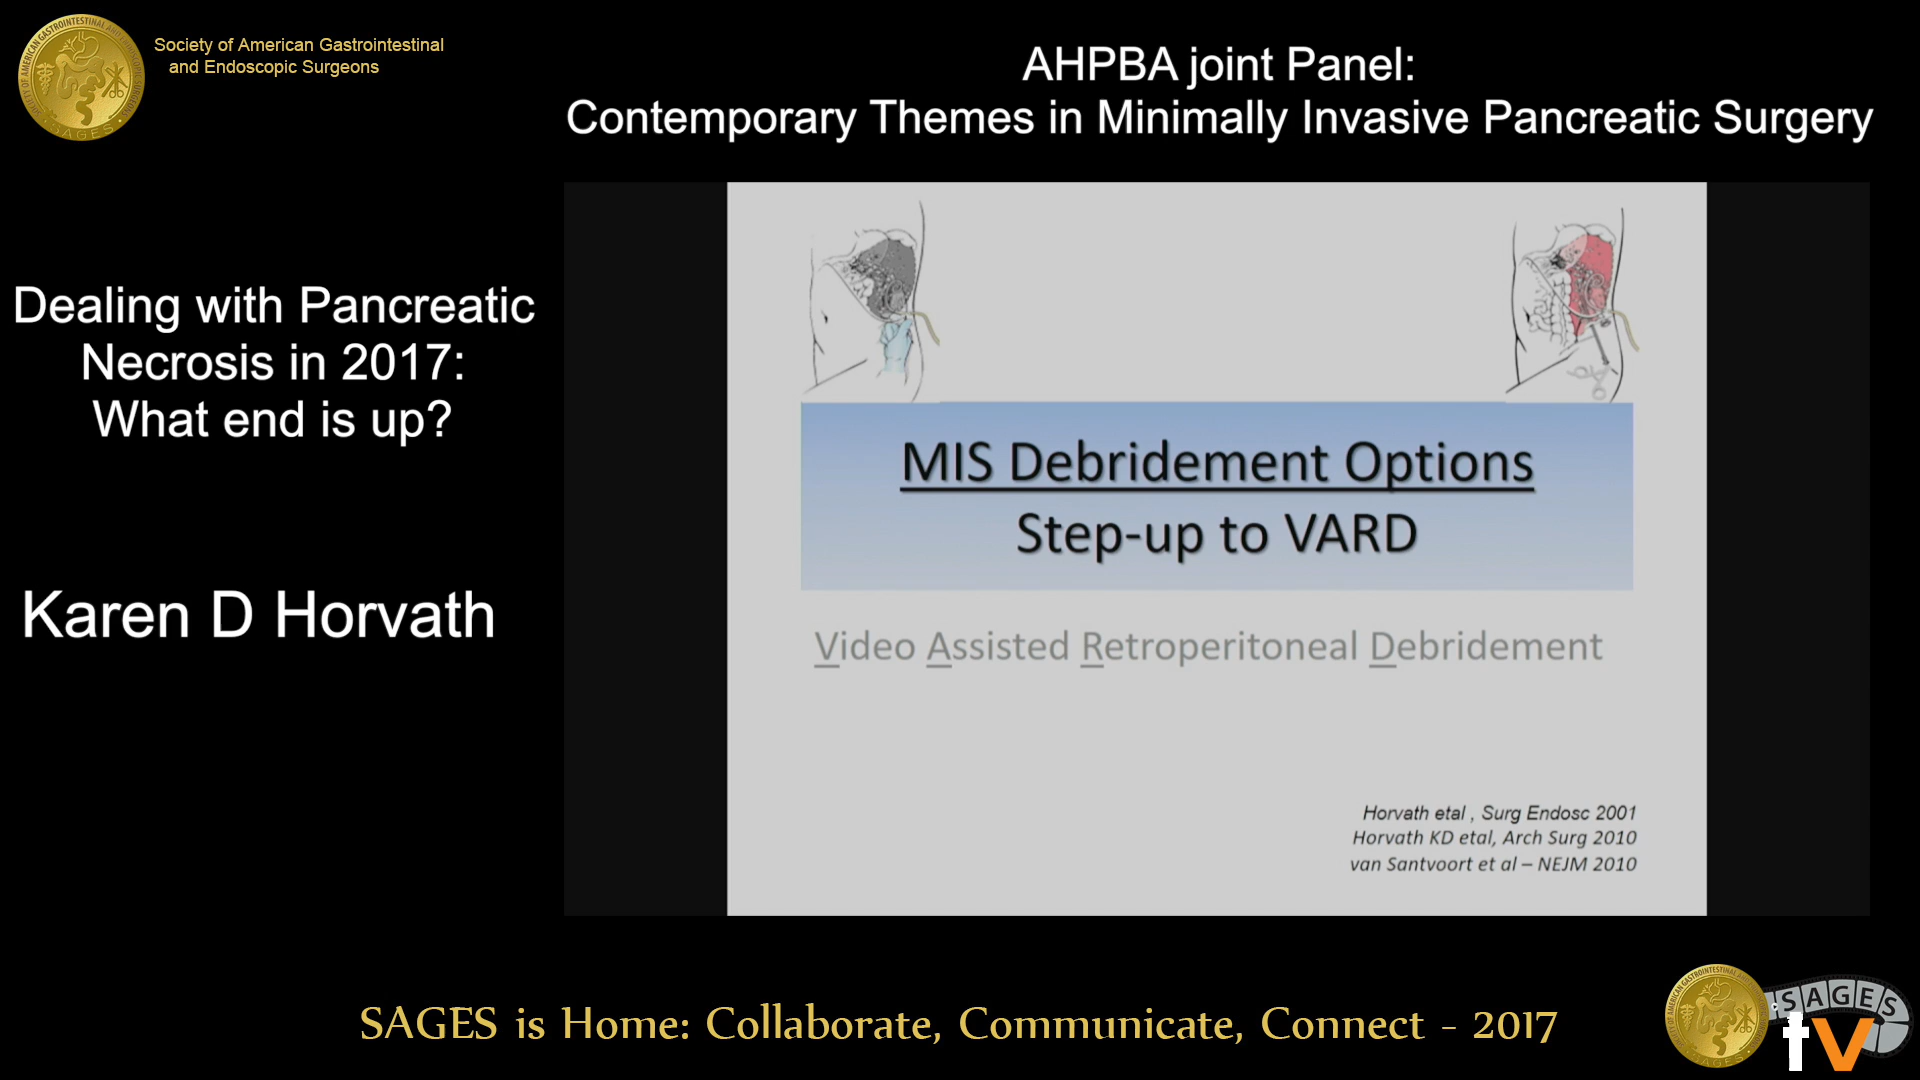 Society of American Gastrointestinal
and Endoscopic Surgeons
AHPBA joint Panel:
Contemporary Themes in Minimally Invasive Pancreatic Surgery
Dealing with Pancreatic
Necrosis in 2017:
What end is up?
Karen D Horvath
MIS Debridement Options
Step-up to VARD
Video Assisted Retroperitoneal Debridement
Horvath etal , Surg Endosc 2001
Horvath KD etal, Arch Surg 2010
van Santvoort et al – NEJM 2010
SAGES is Home: Collaborate, Communicate, Connect - 2017
SAGES
SAGES
tv